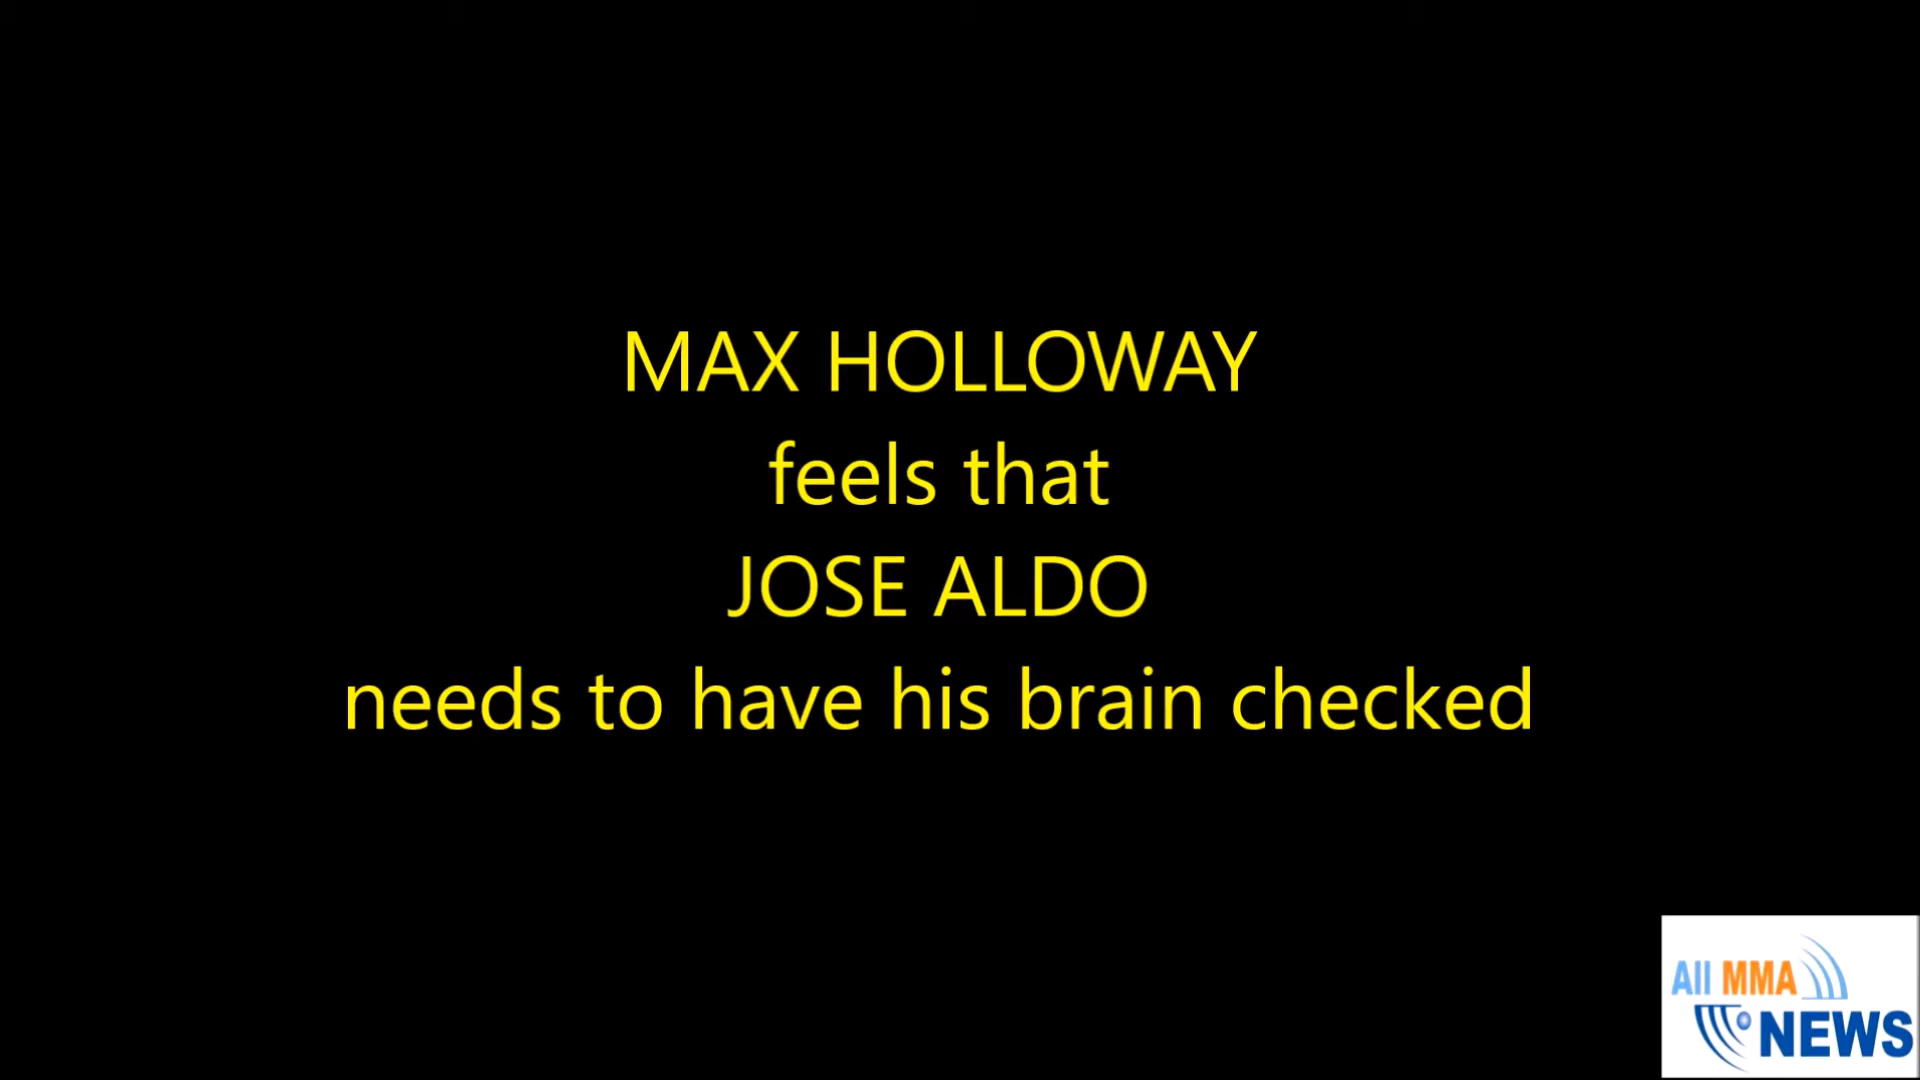 MAX HOLLOWAY
feels that
JOSE ALDO
needs to have his brain checked
All MMA
NEWS